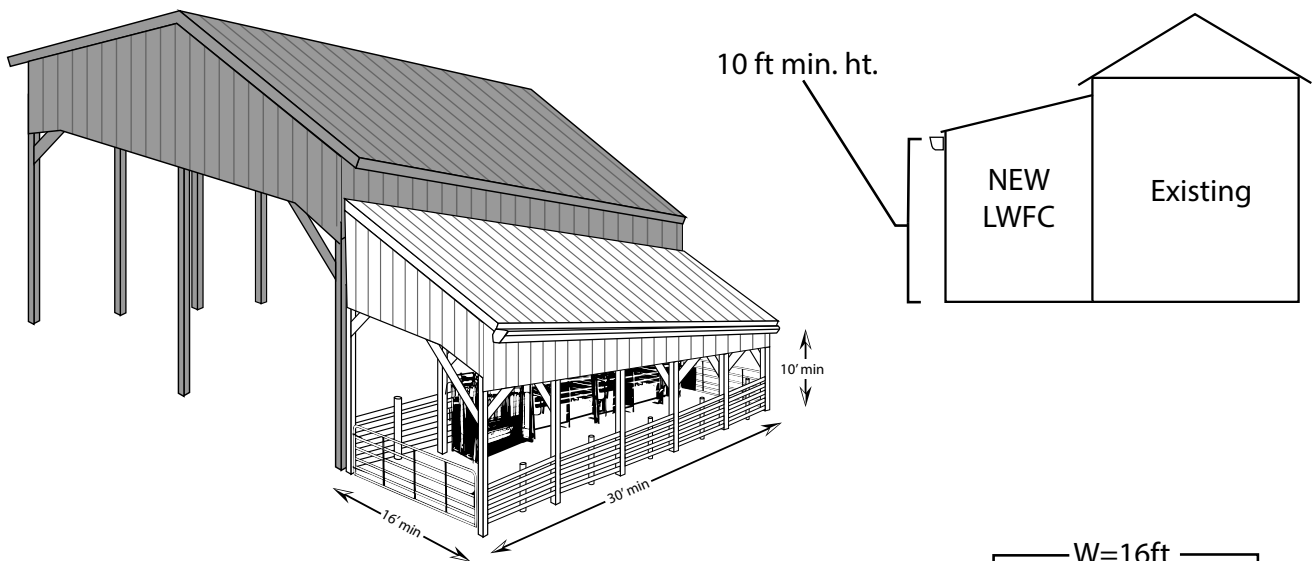 10 ft min. ht.
NEW
LWFC
Existing
10’ min
30’ min
16’ min
W=16ft